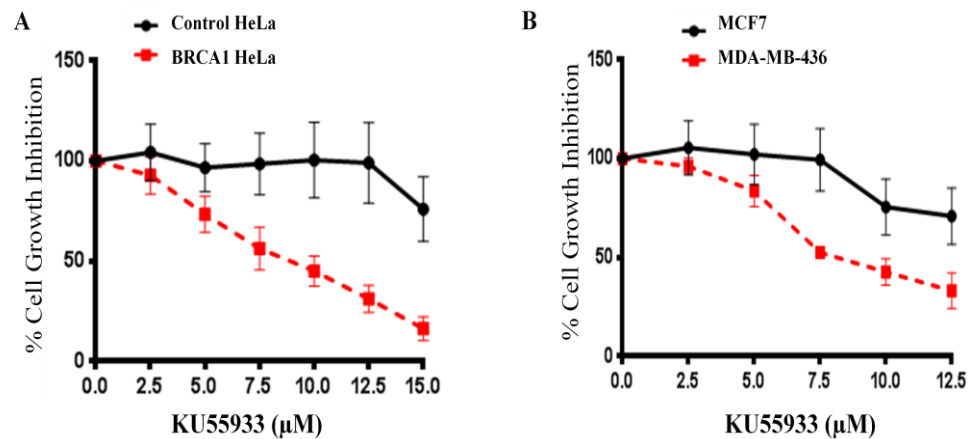 A
Control HeLa
BRCA1 HeLa
% Cell Growth Inhibition
150
100
50
0
0.0 2.5 5.0 7.5 10.0 12.5 15.0
KU55933 (μM)
B
MCF7
MDA-MB-436
% Cell Growth Inhibition
150
100
50
0
0.0 2.5 5.0 7.5 10.0 12.5
KU55933 (μM)